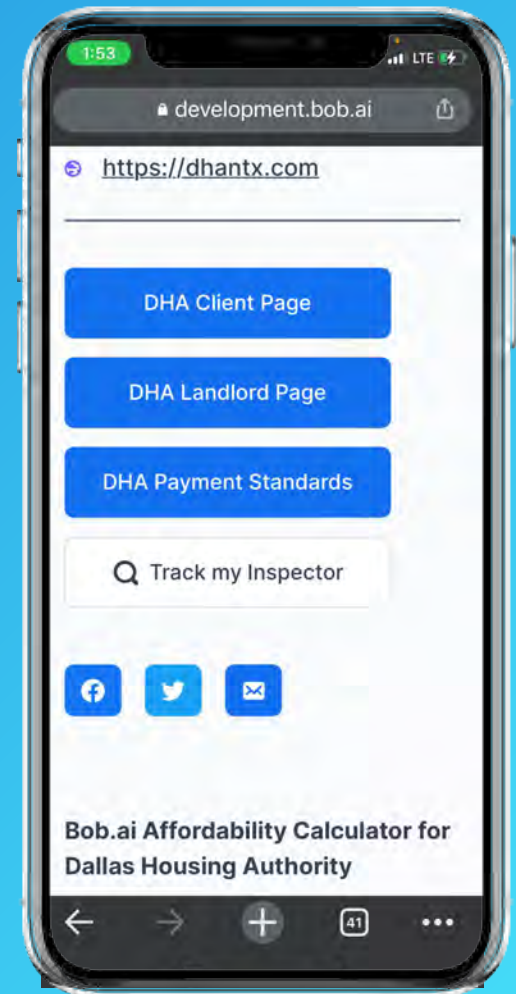 1:53
LTE
development.bob.ai
https://dhantx.com
DHA Client Page
DHA Landlord Page
DHA Payment Standards
Track my Inspector
Bob.ai Affordability Calculator for
Dallas Housing Authority
41